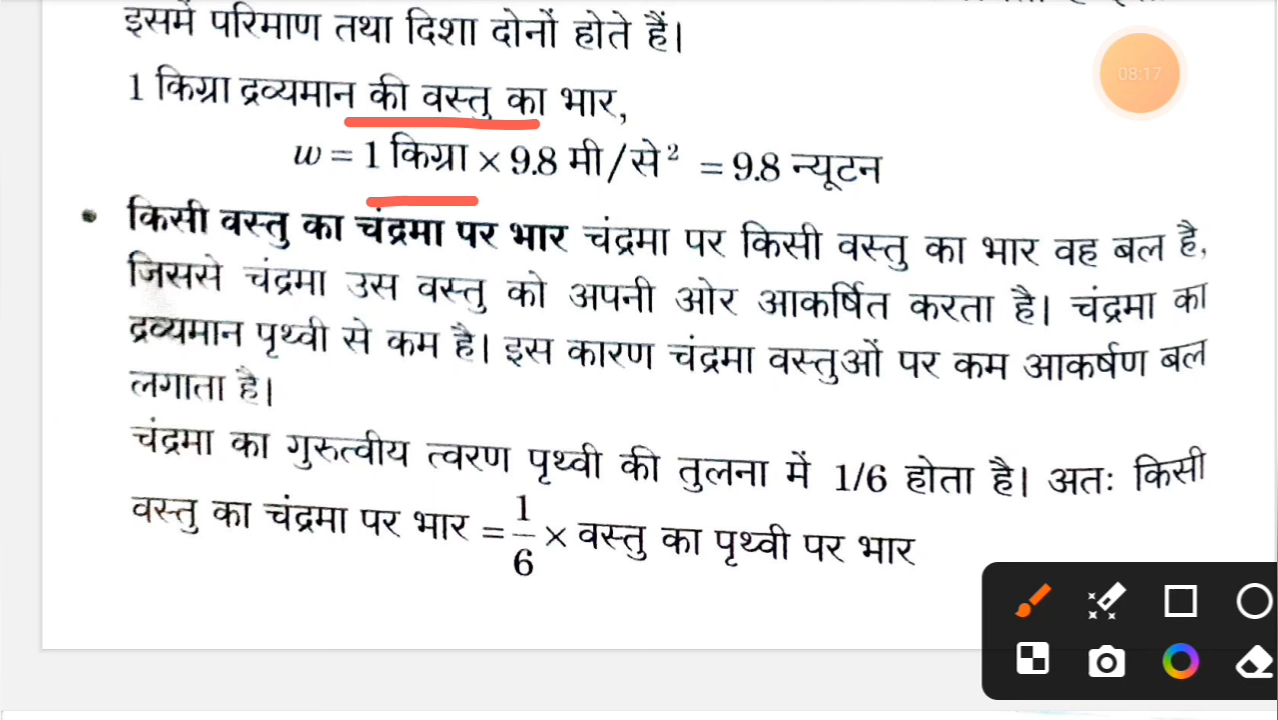 इसमें परिमाण तथा दिशा दोनों होते हैं।
08:17
1 किग्रा द्रव्यमान की वस्तु का भार,
w = 1 किग्रा × 9.8 मी/से² = 9.8 न्यूटन
• किसी वस्तु का चंद्रमा पर भार चंद्रमा पर किसी वस्तु का भार वह बल है,
जिससे चंद्रमा उस वस्तु को अपनी ओर आकर्षित करता है। चंद्रमा का
द्रव्यमान पृथ्वी से कम है। इस कारण चंद्रमा वस्तुओं पर कम आकर्षण बल
लगाता है।
चंद्रमा का गुरुत्वीय त्वरण पृथ्वी की तुलना में 1/6 होता है। अतः किसी
वस्तु का चंद्रमा पर भार = 1/6 × वस्तु का पृथ्वी पर भार